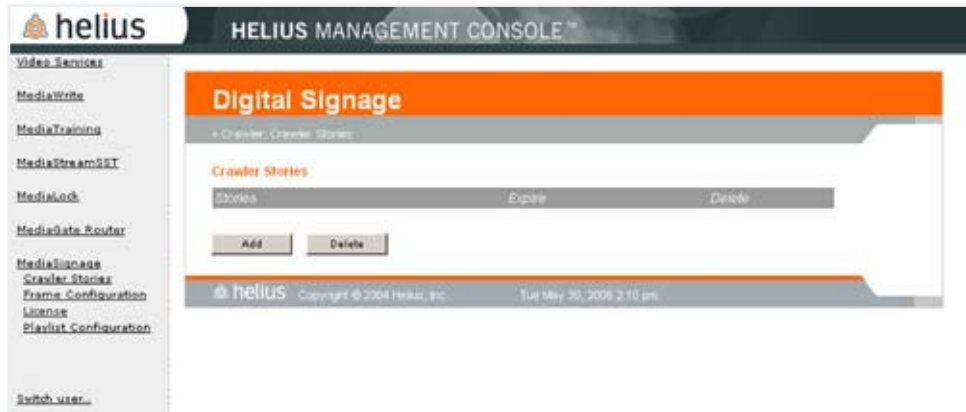 helius
HELIUS MANAGEMENT CONSOLE™
Video Services
MediaWrite
MediaTraining
MediaStreamSST
MediaLock
MediaGate Router
MediaSignage
Crawler Stories
Frame Configuration
License
Playlist Configuration
Switch user...
Digital Signage
» Crawler: Crawler Stories
Crawler Stories
Stories Expire Delete
Add Delete
helius Copyright © 2004 Helius, Inc. Tue May 30, 2006 2:10 pm